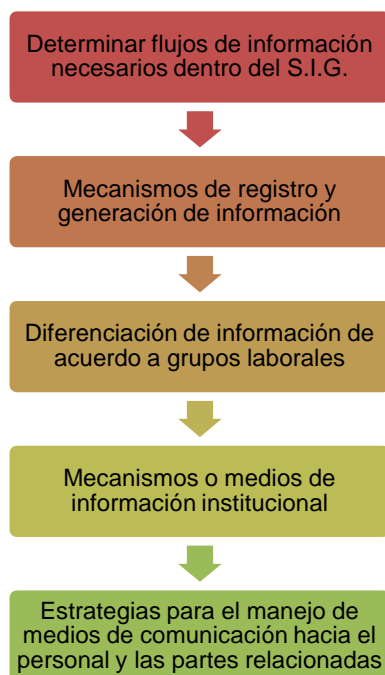 Determinar flujos de información
necesarios dentro del S.I.G.
Mecanismos de registro y
generación de información
Diferenciación de información de
acuerdo a grupos laborales
Mecanismos o medios de
información institucional
Estrategias para el manejo de
medios de comunicación hacia el
personal y las partes relacionadas